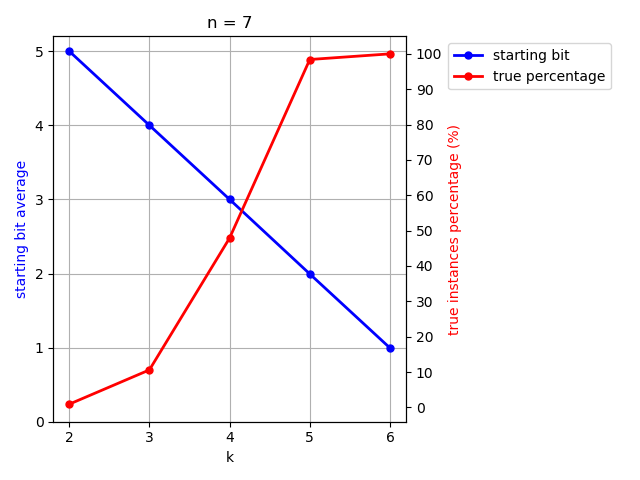 n = 7
starting bit
true percentage
starting bit average
5
4
3
2
1
0
100
90
80
70
60
50
40
30
20
10
0
true instances percentage (%)
2 3 4 5 6
k